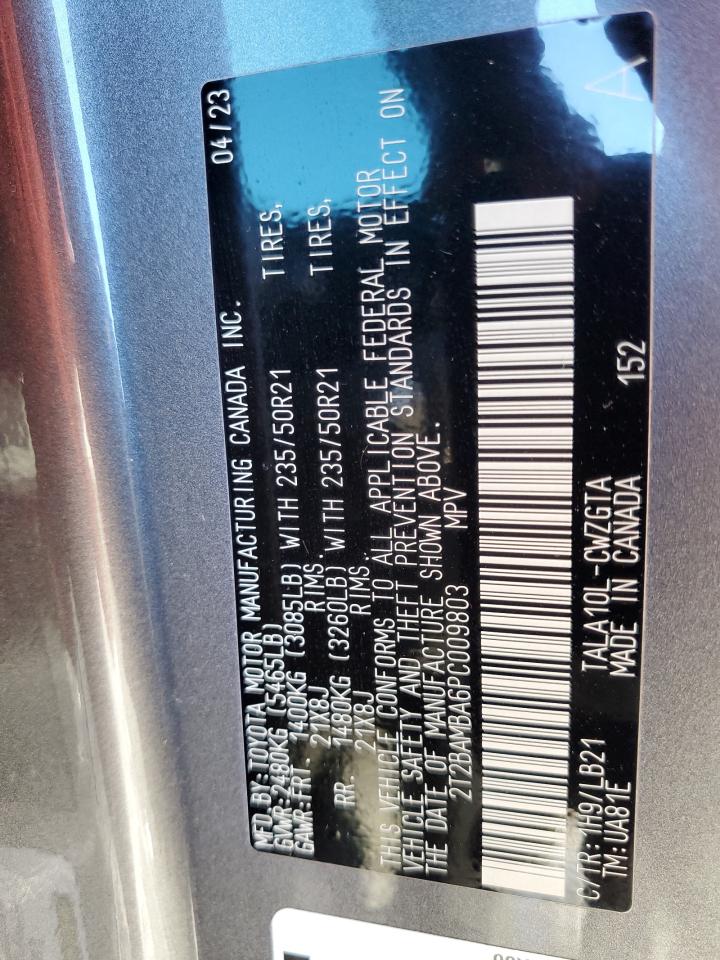 MFD. BY: TOYOTA MOTOR MANUFACTURING CANADA INC. 04/23
GVWR: 2480KG (5465LB)
GAWR: FRT. 1400KG (3085LB) WITH 235/50R21 TIRES,
21X8J RIMS.
RR. 1480KG (3260LB) WITH 235/50R21 TIRES,
21X8J RIMS
THIS VEHICLE CONFORMS TO ALL APPLICABLE FEDERAL MOTOR
VEHICLE SAFETY AND THEFT PREVENTION STANDARDS IN EFFECT ON
THE DATE OF MANUFACTURE SHOWN ABOVE.
2T2BAMBA6PC009803 MPV
C/TR: 1H9/LB21 TALA10L-CWZGTA
TM: UA81E MADE IN CANADA 152 A